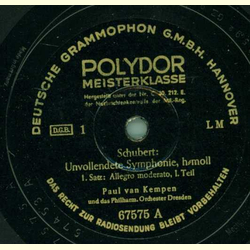 DEUTSCHE GRAMMOPHON G.M.B.H. HANNOVER
POLYDOR
MEISTERKLASSE
D.G.B. 1
LM
Schubert:
Unvollendete Symphonie, h-moll
1. Satz: Allegro moderato, I. Teil
Paul van Kempen
und das Philharm. Orchester Dresden
67575 A
DAS RECHT ZUR RADIOSENDUNG BLEIBT VORBEHALTEN